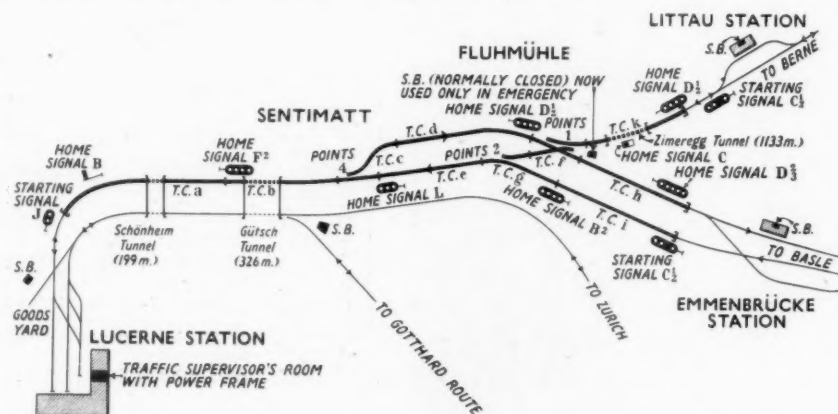 LITTAU STATION
S.B.
TO BERNE
FLUHMÜHLE
S.B. (NORMALLY CLOSED) NOW
USED ONLY IN EMERGENCY
HOME SIGNAL D½
HOME
SIGNAL D½
STARTING
SIGNAL C½
SENTIMATT
POINTS
1
T.C.k
Zimeregg Tunnel (1133m.)
HOME SIGNAL C
HOME
SIGNAL B
HOME
SIGNAL F²
T.C.d
POINTS
4
T.C.c
POINTS 2
T.C.f
HOME SIGNAL D⅔
STARTING
SIGNAL
J
T.C.a
T.C.b
T.C.e
T.C.g
T.C.h
HOME SIGNAL L
HOME
SIGNAL B²
T.C.i
S.B.
TO BASLE
Schönheim
Tunnel
(199 m.)
Gütsch
Tunnel
(326 m.)
S.B.
STARTING
SIGNAL C½
S.B.
GOODS
YARD
TO ZURICH
EMMENBRÜCKE
STATION
LUCERNE STATION
TO GOTTHARD ROUTE
TRAFFIC SUPERVISOR'S ROOM
WITH POWER FRAME